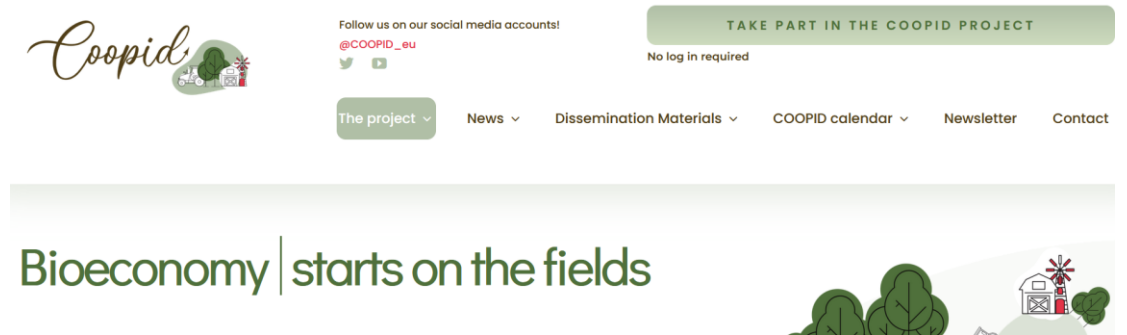 Coopid
Follow us on our social media accounts!
@COOPID_eu
TAKE PART IN THE COOPID PROJECT
No log in required
The project
News
Dissemination Materials
COOPID calendar
Newsletter
Contact
Bioeconomy starts on the fields